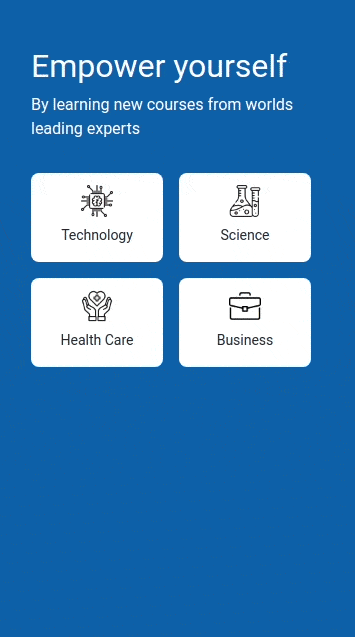 Empower yourself
By learning new courses from worlds
leading experts
Technology
Science
Health Care
Business